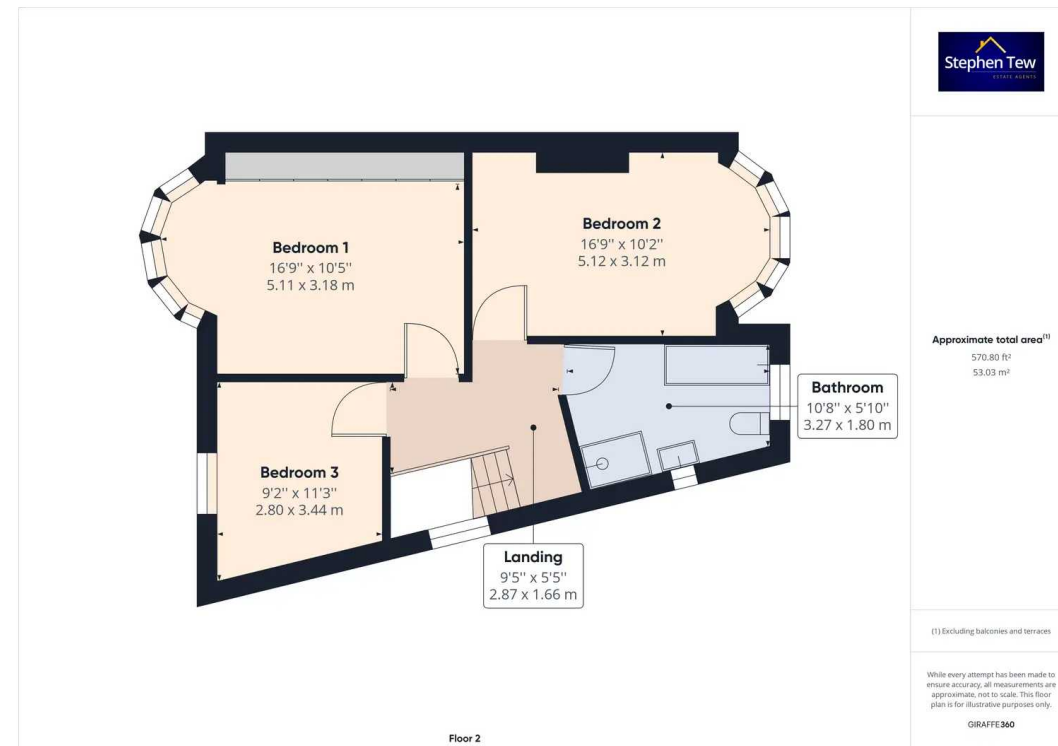 Stephen Tew
ESTATE AGENTS
Bedroom 1
16'9" x 10'5"
5.11 x 3.18 m
Bedroom 2
16'9" x 10'2"
5.12 x 3.12 m
Bathroom
10'8" x 5'10"
3.27 x 1.80 m
Bedroom 3
9'2" x 11'3"
2.80 x 3.44 m
Landing
9'5" x 5'5"
2.87 x 1.66 m
Floor 2
Approximate total area(1)
570.80 ft²
53.03 m²
(1) Excluding balconies and terraces
While every attempt has been made to
ensure accuracy, all measurements are
approximate, not to scale. This floor
plan is for illustrative purposes only.
GIRAFFE360